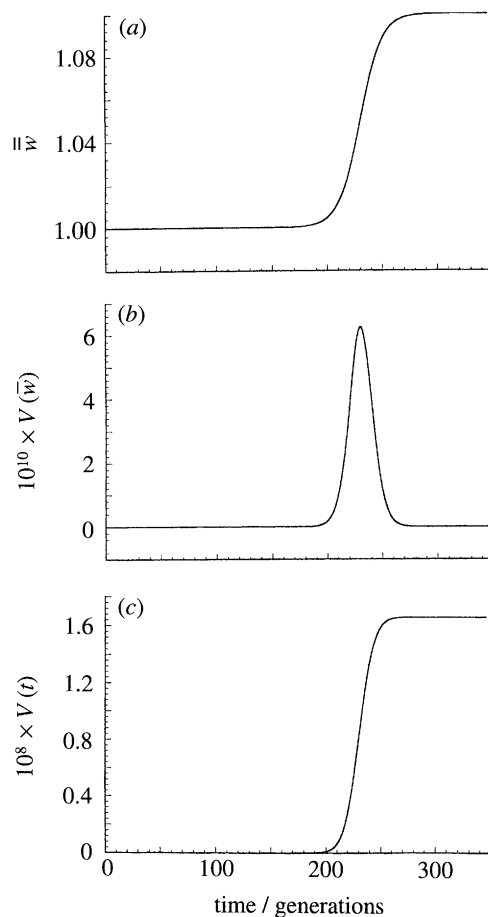 (a)
1.08
1.04
1.00
w̿
(b)
6
4
2
0
10¹⁰ × V (w̄)
(c)
1.6
1.2
0.8
0.4
0
10⁸ × V (t)
0 100 200 300
time / generations